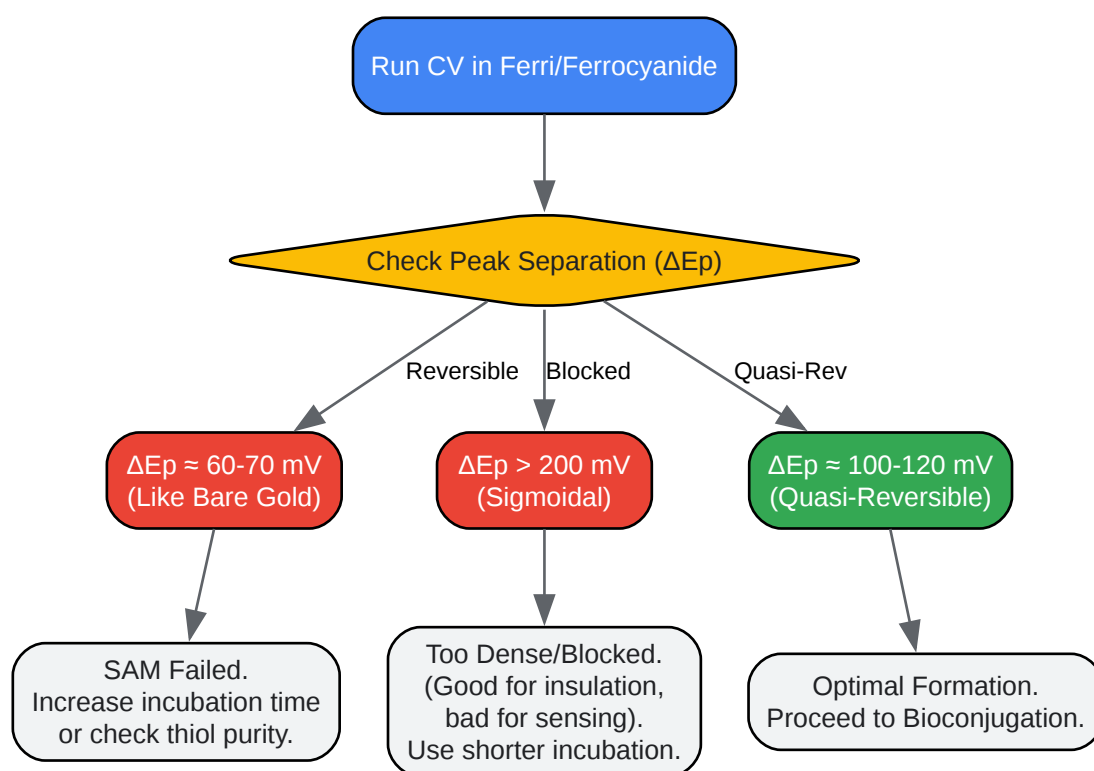 Run CV in Ferri/Ferrocyanide
Check Peak Separation (ΔEp)
Reversible
Blocked
Quasi-Rev
ΔEp ≈ 60-70 mV
(Like Bare Gold)
ΔEp > 200 mV
(Sigmoidal)
ΔEp ≈ 100-120 mV
(Quasi-Reversible)
SAM Failed.
Increase incubation time
or check thiol purity.
Too Dense/Blocked.
(Good for insulation,
bad for sensing).
Use shorter incubation.
Optimal Formation.
Proceed to Bioconjugation.